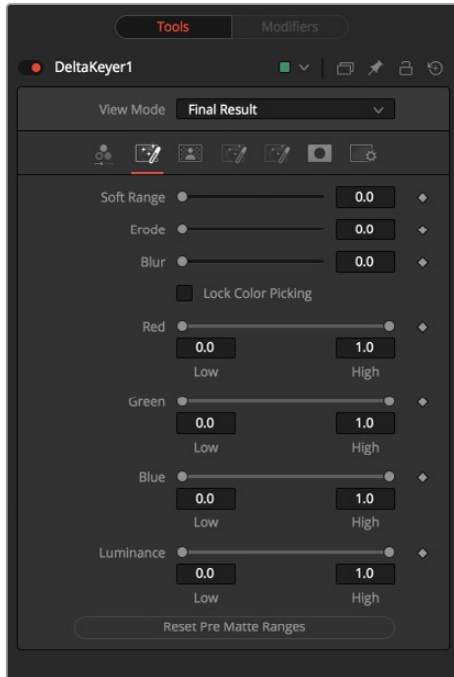 Tools Modifiers
DeltaKeyer1
View Mode Final Result
Soft Range 0.0
Erode 0.0
Blur 0.0
Lock Color Picking
Red
0.0 1.0
Low High
Green
0.0 1.0
Low High
Blue
0.0 1.0
Low High
Luminance
0.0 1.0
Low High
Reset Pre Matte Ranges